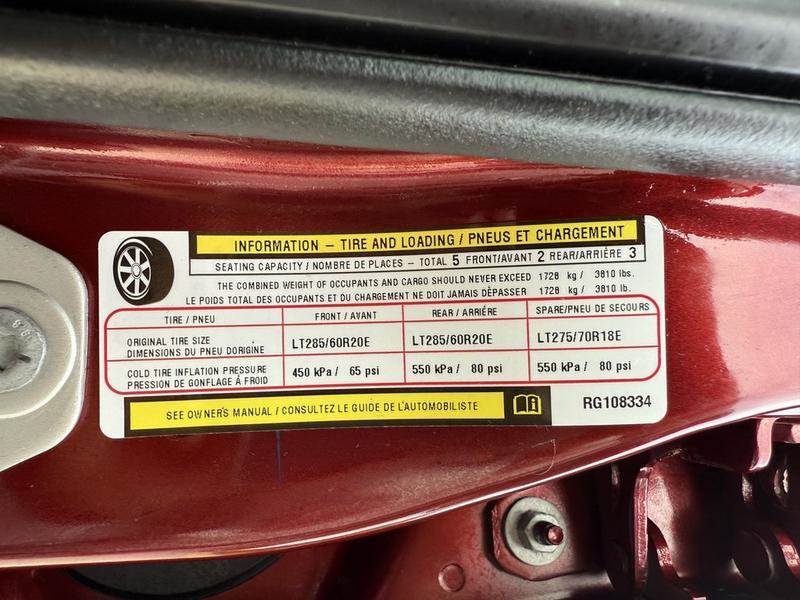 INFORMATION – TIRE AND LOADING / PNEUS ET CHARGEMENT
SEATING CAPACITY / NOMBRE DE PLACES – TOTAL 5 FRONT/AVANT 2 REAR/ARRIÈRE 3
THE COMBINED WEIGHT OF OCCUPANTS AND CARGO SHOULD NEVER EXCEED 1728 kg / 3810 lbs.
LE POIDS TOTAL DES OCCUPANTS ET DU CHARGEMENT NE DOIT JAMAIS DÉPASSER 1728 kg / 3810 lbs.
TIRE / PNEU FRONT / AVANT REAR / ARRIÉRE SPARE/PNEU DE SECOURS
ORIGINAL TIRE SIZE
DIMENSIONS DU PNEU DORIGINE LT285/60R20E LT285/60R20E LT275/70R18E
COLD TIRE INFLATION PRESSURE
PRESSION DE GONFLAGE À FROID 450 kPa / 65 psi 550 kPa / 80 psi 550 kPa / 80 psi
SEE OWNER'S MANUAL / CONSULTEZ LE GUIDE DE L'AUTOMOBILISTE
RG108334